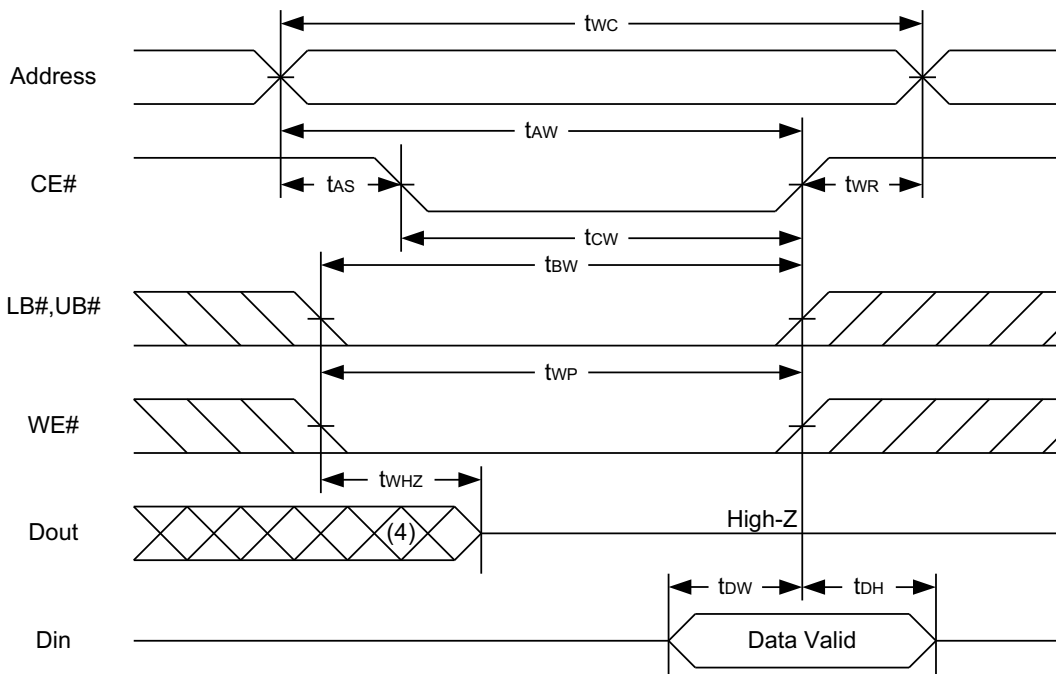 tWC
Address
tAW
CE#
tAS
tWR
tCW
tBW
LB#,UB#
tWP
WE#
tWHZ
Dout
(4)
High-Z
tDW
tDH
Din
Data Valid